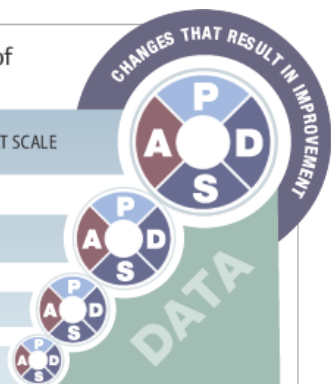 of
CHANGES THAT RESULT IN IMPROVEMENT
T SCALE
P
A D
S
P
A D
S
P
A D
S
P
A D
S
DATA